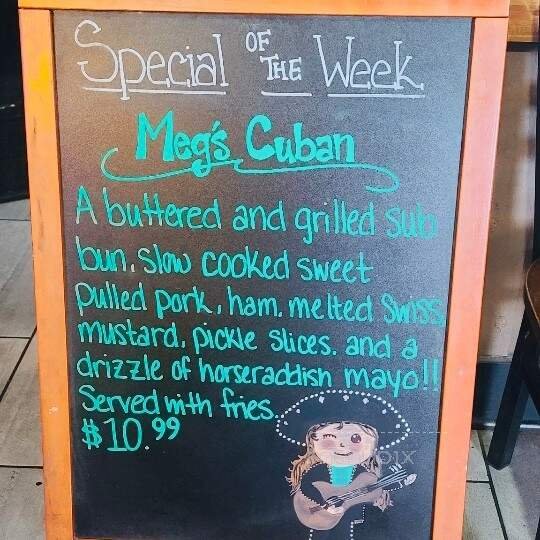 Special OF THE Week
Meg's Cuban
A buttered and grilled sub
bun, slow cooked sweet
pulled pork, ham, melted Swiss,
mustard, pickle slices, and a
drizzle of horseraddish mayo!!
Served with fries.
$10.99